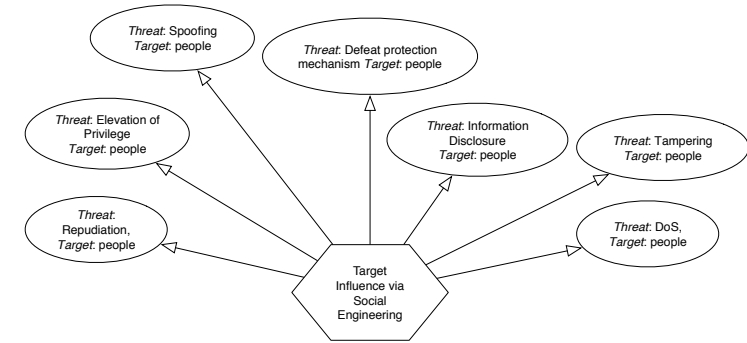 Threat: Spoofing
Target: people
Threat: Defeat protection
mechanism Target: people
Threat: Elevation of
Privilege
Target: people
Threat: Information
Disclosure
Target: people
Threat: Tampering
Target: people
Threat:
Repudiation,
Target: people
Threat: DoS,
Target: people
Target
Influence via
Social
Engineering